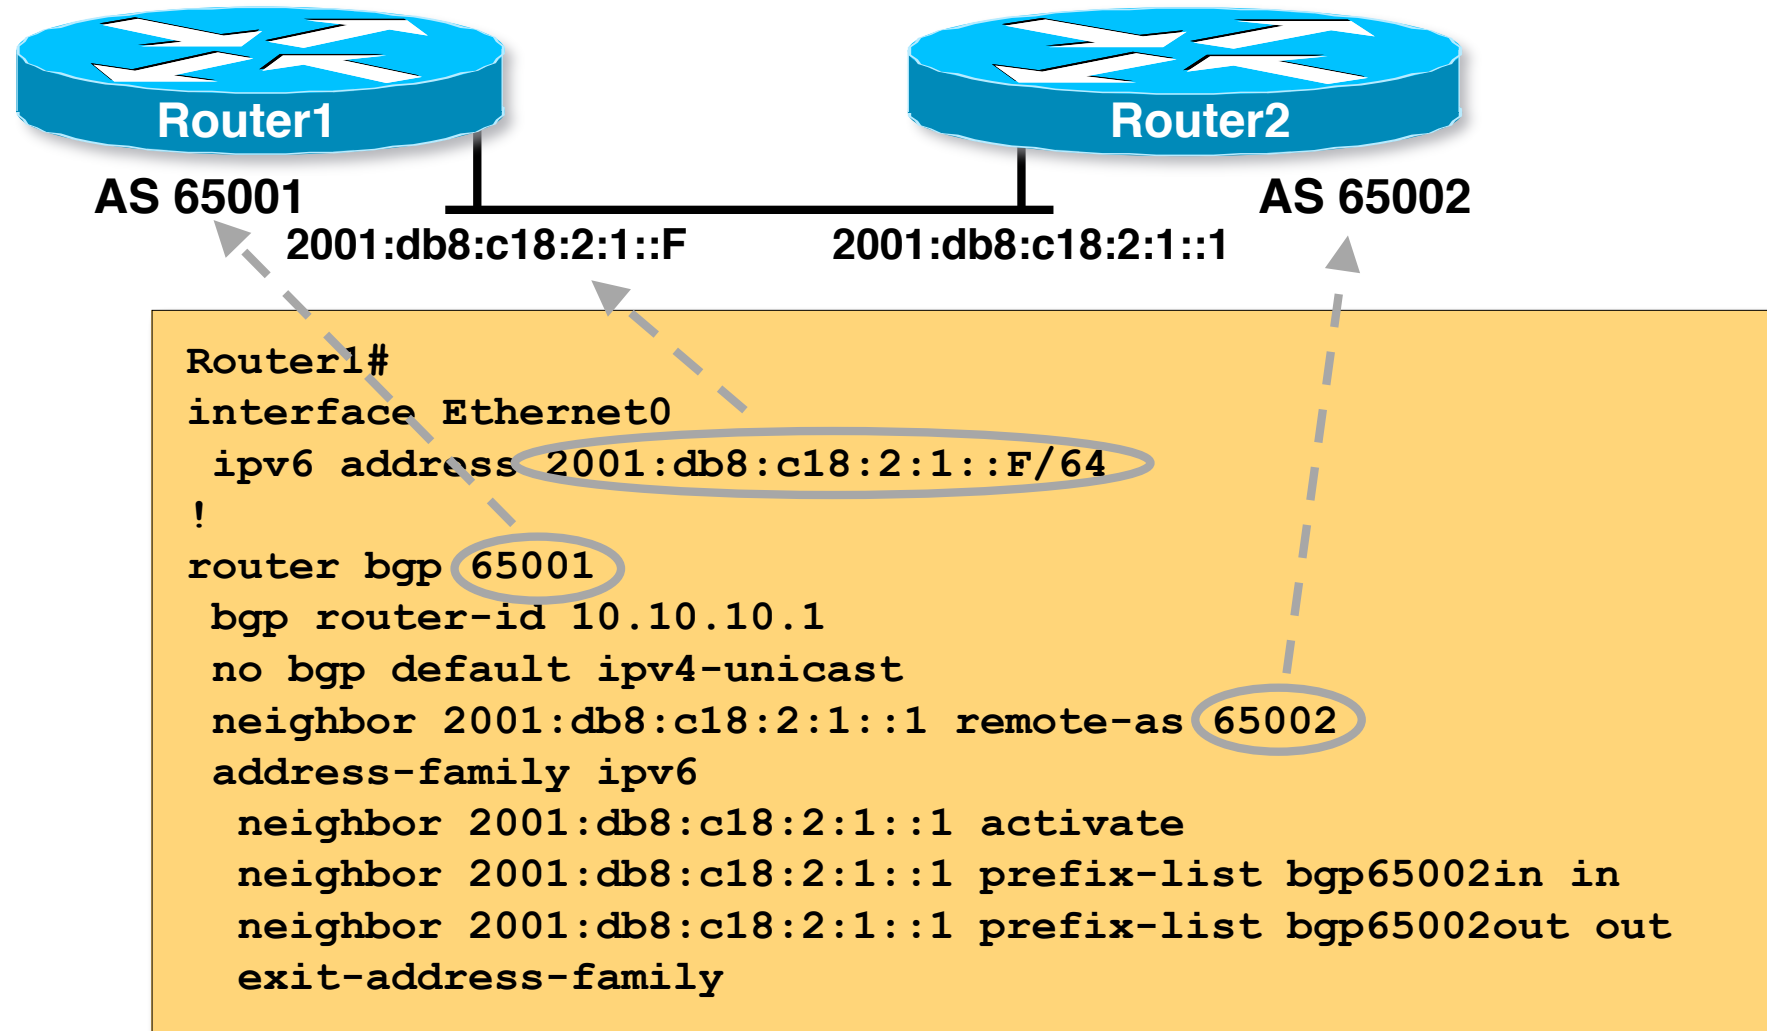 Router1
Router2
AS 65001
AS 65002
2001:db8:c18:2:1::F
2001:db8:c18:2:1::1
Router1#
interface Ethernet0
ipv6 address 2001:db8:c18:2:1::F/64
!
router bgp 65001
bgp router-id 10.10.10.1
no bgp default ipv4-unicast
neighbor 2001:db8:c18:2:1::1 remote-as 65002
address-family ipv6
neighbor 2001:db8:c18:2:1::1 activate
neighbor 2001:db8:c18:2:1::1 prefix-list bgp65002in in
neighbor 2001:db8:c18:2:1::1 prefix-list bgp65002out out
exit-address-family